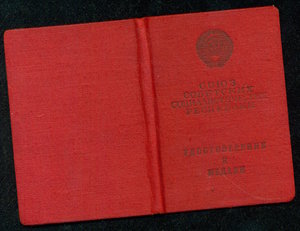 СОЮЗ
СОВЕТСКИХ
СОЦИАЛИСТИЧЕСКИХ
РЕСПУБЛИК
УДОСТОВЕРЕНИЕ
К
МЕДАЛИ